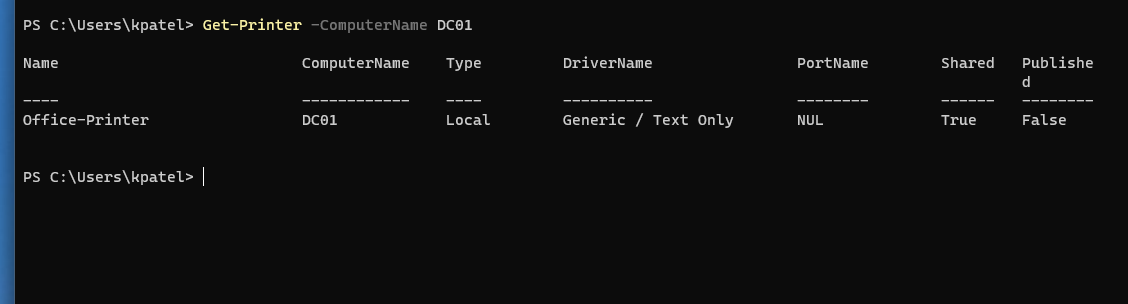 PS C:\Users\kpatel> Get-Printer -ComputerName DC01
Name ComputerName Type DriverName PortName Shared Publishe
d
---- ------------ ---- ---------- -------- ------ --------
Office-Printer DC01 Local Generic / Text Only NUL True False
PS C:\Users\kpatel>